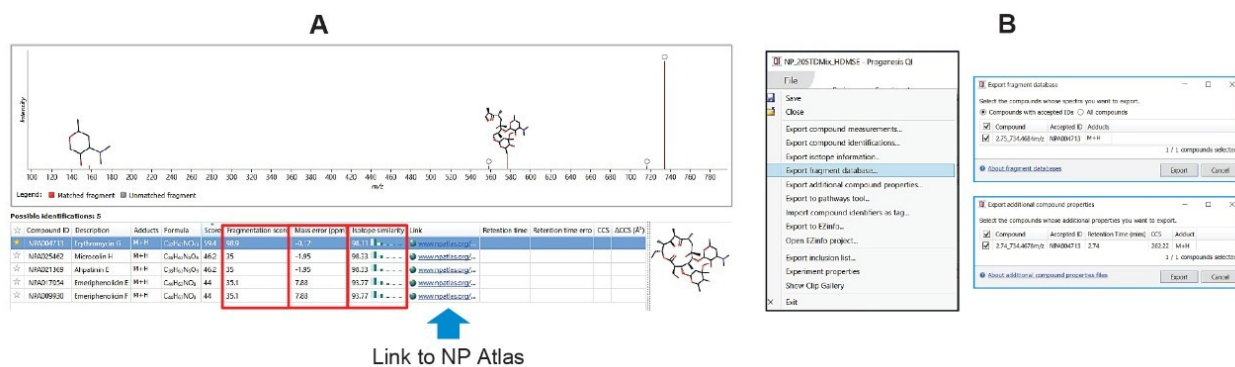 A
B
Intensity
100 120 140 160 180 200 220 240 260 280 300 320 340 360 380 400 420 440 460 480 500 520 540 560 580 600 620 640 660 680 700 720 740 760 780
m/z
Legend: Matched fragment Unmatched fragment
Possible identifications: 5
Compound ID Description Adducts Formula Score Fragmentation score Mass error (ppm) Isotope similarity Link Retention time Retention time erro CCS ΔCCS (Å²)
NPA004713 M+H 59.4 98.9 -0.12 98.33 www.npatlas.org/...
NPA025462 Microcolin H M+H 46.2 35 -1.95 98.33 www.npatlas.org/...
NPA021369 Ahpatinin E M+H 46.2 35 -1.95 98.33 www.npatlas.org/...
NPA017054 Emeriphenolicin E M+H 44 35.1 7.88 93.77 www.npatlas.org/...
NPA009930 Emeriphenolicin F M+H 44 35.1 7.88 93.77 www.npatlas.org/...
Link to NP Atlas
NP_20STDMix_HDMSE - Progenesis QI
File
Save
Close
Export compound measurements...
Export compound identifications...
Export isotope information...
Export fragment database...
Export additional compound properties...
Export to pathways tool...
Import compound identifiers as tag...
Export to EZinfo...
Open EZinfo project...
Export inclusion list...
Experiment properties
Show Clip Gallery
Exit
Export fragment database
Select the compounds whose spectra you want to export.
Compounds with accepted IDs All compounds
Compound Accepted ID Adducts
2.75_734.4684m/z NPA004713 M+H
1 / 1 compounds selected
About fragment databases Export Cancel
Export additional compound properties
Select the compounds whose additional properties you want to export.
Compound Accepted ID Retention Time (mins) CCS Adduct
2.74_734.4678m/z NPA004713 2.74 262.22 M+H
1 / 1 compounds selected
About additional compound properties files Export Cancel